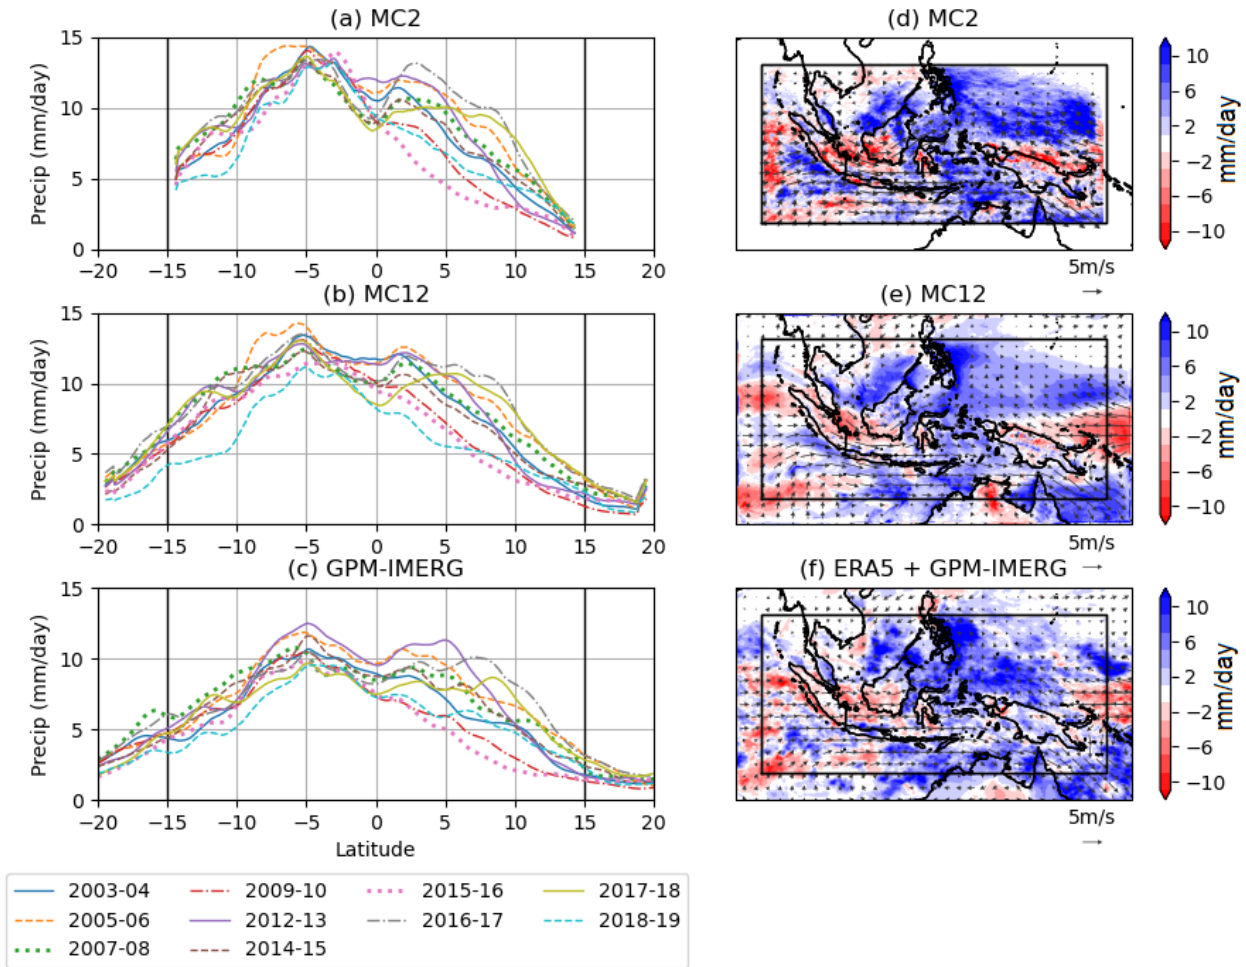 (a) MC2
Precip (mm/day)
15
10
5
0
−20 −15 −10 −5 0 5 10 15 20
(d) MC2
10
6
2
−2
−6
−10
mm/day
5m/s
(b) MC12
Precip (mm/day)
15
10
5
0
−20 −15 −10 −5 0 5 10 15 20
(e) MC12
10
6
2
−2
−6
−10
mm/day
5m/s
(c) GPM-IMERG
Precip (mm/day)
15
10
5
0
−20 −15 −10 −5 0 5 10 15 20
Latitude
(f) ERA5 + GPM-IMERG
10
6
2
−2
−6
−10
mm/day
5m/s
2003-04 2009-10 2015-16 2017-18
2005-06 2012-13 2016-17 2018-19
2007-08 2014-15